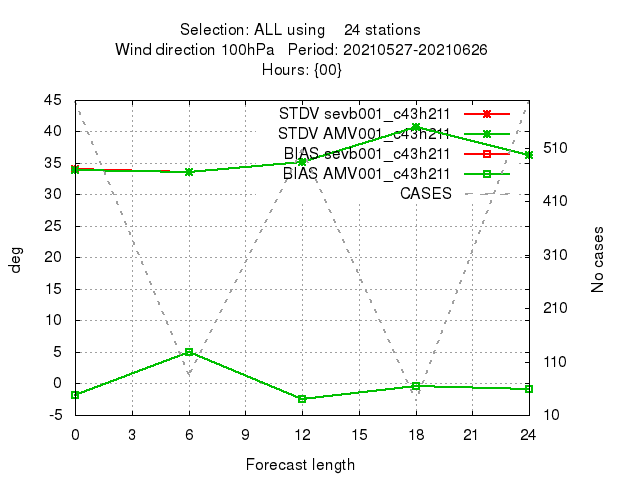 Selection: ALL using    24 stations
Wind direction 100hPa   Period: 20210527-20210626
Hours: {00}
STDV sevb001_c43h211
STDV AMV001_c43h211
BIAS sevb001_c43h211
BIAS AMV001_c43h211
CASES
45
40
35
30
25
20
15
10
5
0
-5
deg
510
410
310
210
110
10
No cases
0 3 6 9 12 15 18 21 24
Forecast length